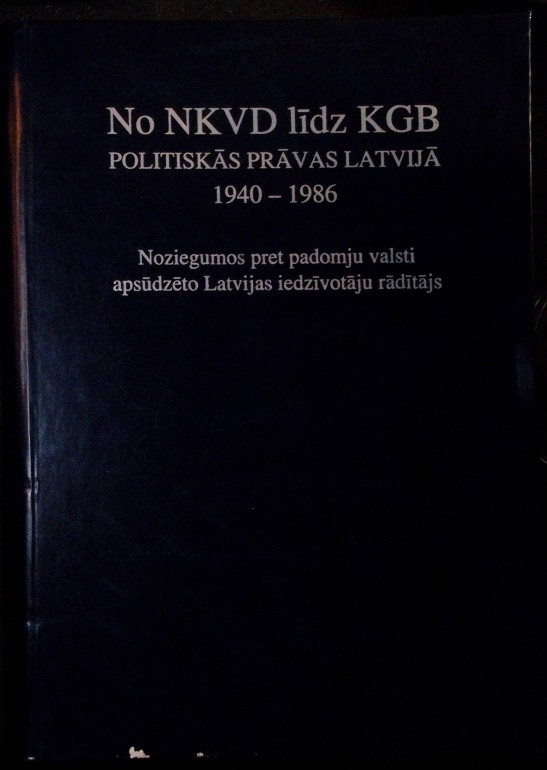 No NKVD līdz KGB
POLITISKĀS PRĀVAS LATVIJĀ
1940 – 1986
Noziegumos pret padomju valsti
apsūdzēto Latvijas iedzīvotāju rādītājs